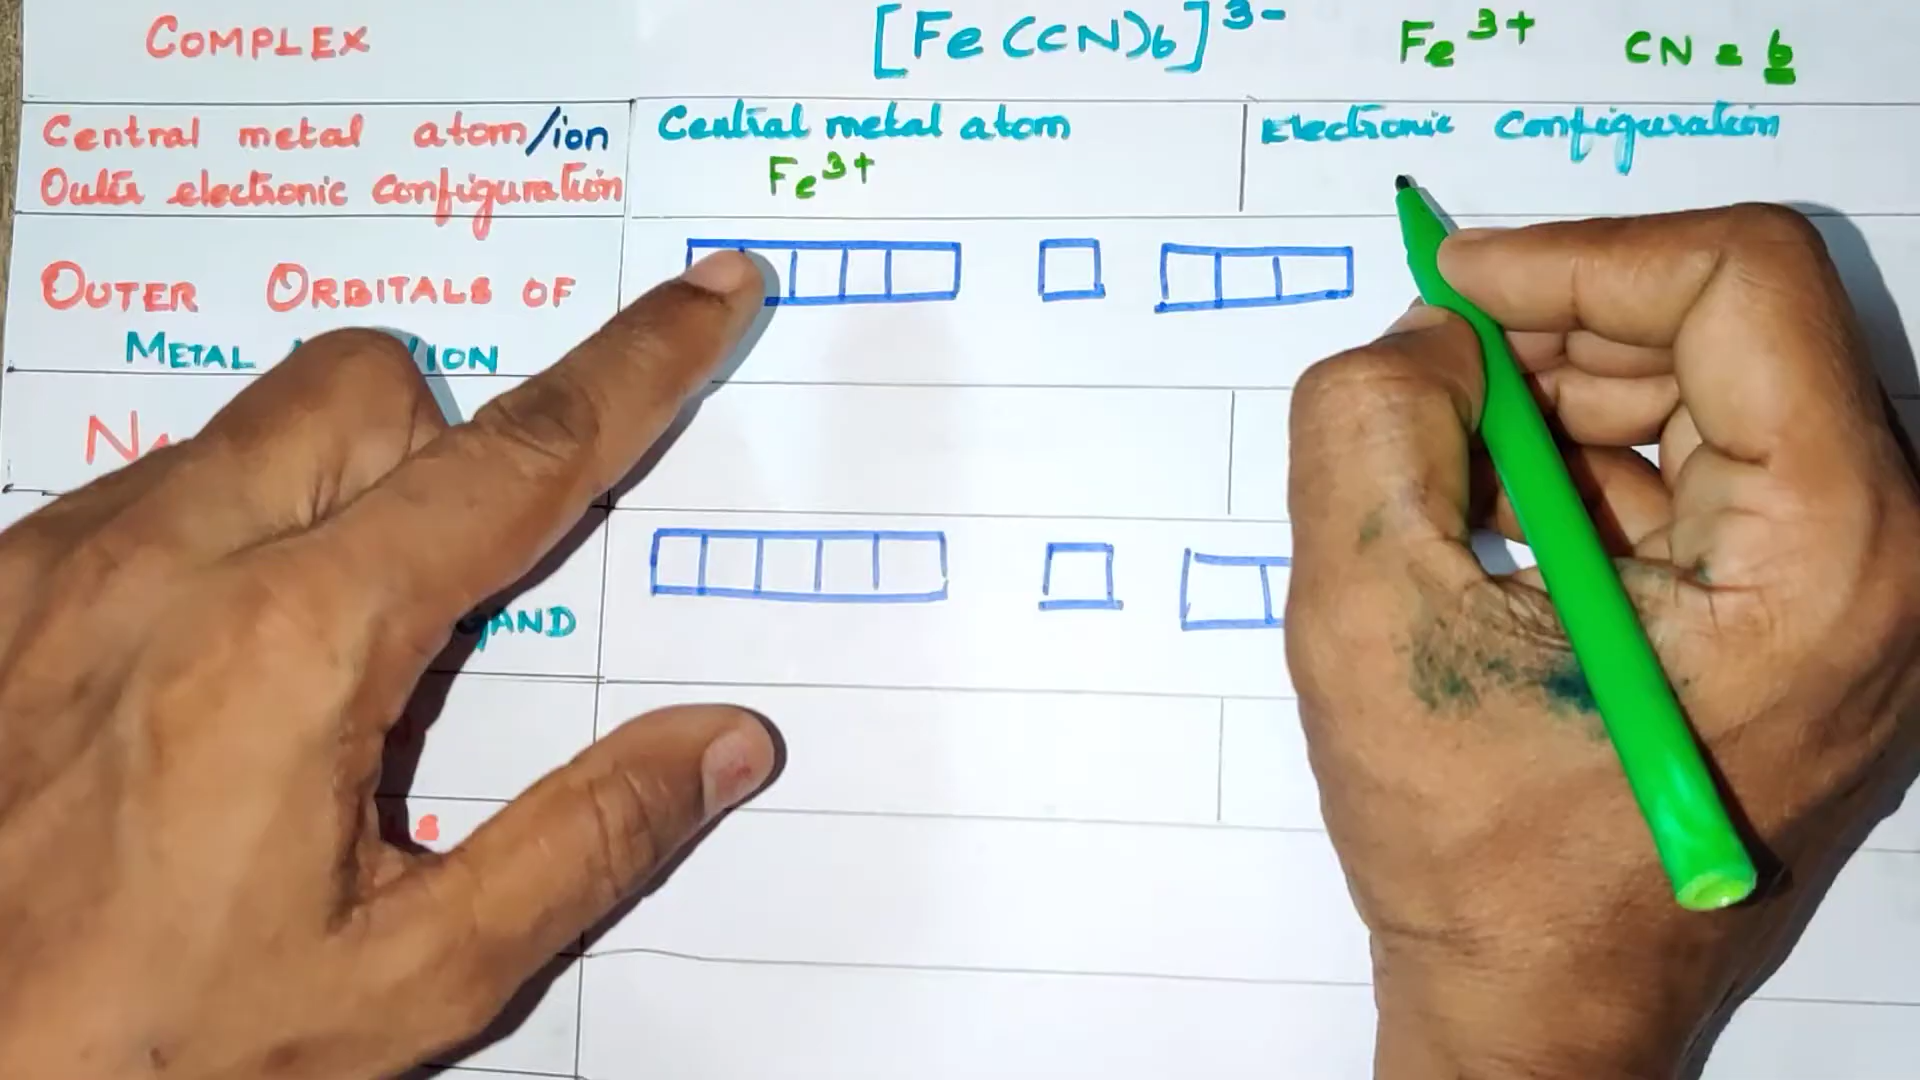 COMPLEX
[Fe(CN)6]3-
Fe3+
CN = 6
Central metal atom/ion
Outer electronic configuration
Central metal atom
Fe3+
Electronic Configuration
OUTER ORBITALS OF
METAL ION